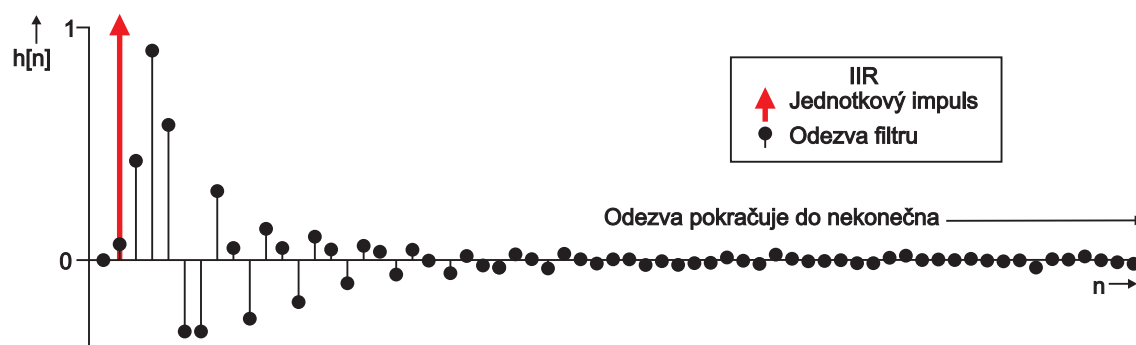 1
h[n]
IIR
Jednotkový impuls
Odezva filtru
Odezva pokračuje do nekonečna
0
n